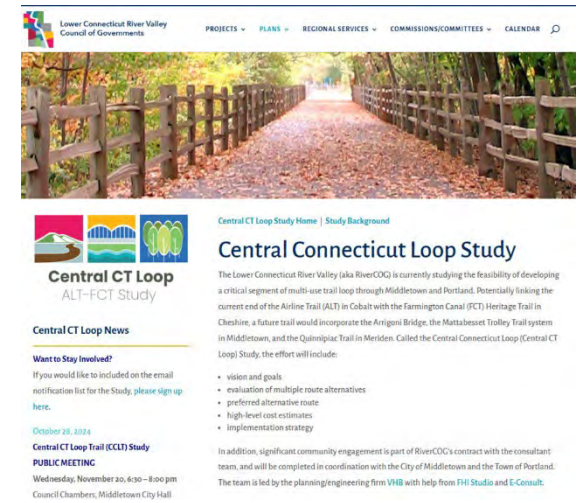 Lower Connecticut River Valley
Council of Governments
PROJECTS PLANS REGIONAL SERVICES COMMISSIONS/COMMITTEES CALENDAR
Central CT Loop
ALT-FCT Study
Central CT Loop News
Want to Stay Involved?
If you would like to included on the email
notification list for the Study, please sign up
here.
October 28, 2024
Central CT Loop Trail (CCLT) Study
PUBLIC MEETING
Wednesday, November 20, 6:30 – 8:00 pm
Council Chambers, Middletown City Hall
Central CT Loop Study Home | Study Background
Central Connecticut Loop Study
The Lower Connecticut River Valley (aka RiverCOG) is currently studying the feasibility of developing
a critical segment of multi-use trail loop through Middletown and Portland. Potentially linking the
current end of the Airline Trail (ALT) in Cobalt with the Farmington Canal (FCT) Heritage Trail in
Cheshire, a future trail would incorporate the Arrigoni Bridge, the Mattabesset Trolley Trail system
in Middletown, and the Quinnipiac Trail in Meriden. Called the Central Connecticut Loop (Central CT
Loop) Study, the effort will include:
• vision and goals
• evaluation of multiple route alternatives
• preferred alternative route
• high-level cost estimates
• implementation strategy
In addition, significant community engagement is part of RiverCOG's contract with the consultant
team, and will be completed in coordination with the City of Middletown and the Town of Portland.
The team is led by the planning/engineering firm VHB with help from FHI Studio and E-Consult.